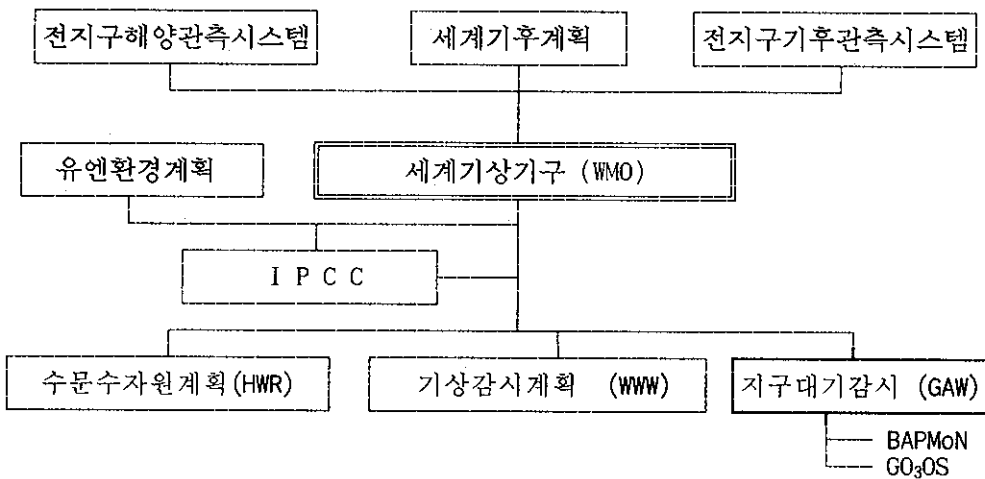 전지구해양관측시스템
세계기후계획
전지구기후관측시스템
유엔환경계획
세계기상기구 (WMO)
I P C C
수문수자원계획(HWR)
기상감시계획 (WWW)
지구대기감시 (GAW)
BAPMoN
GO₃OS